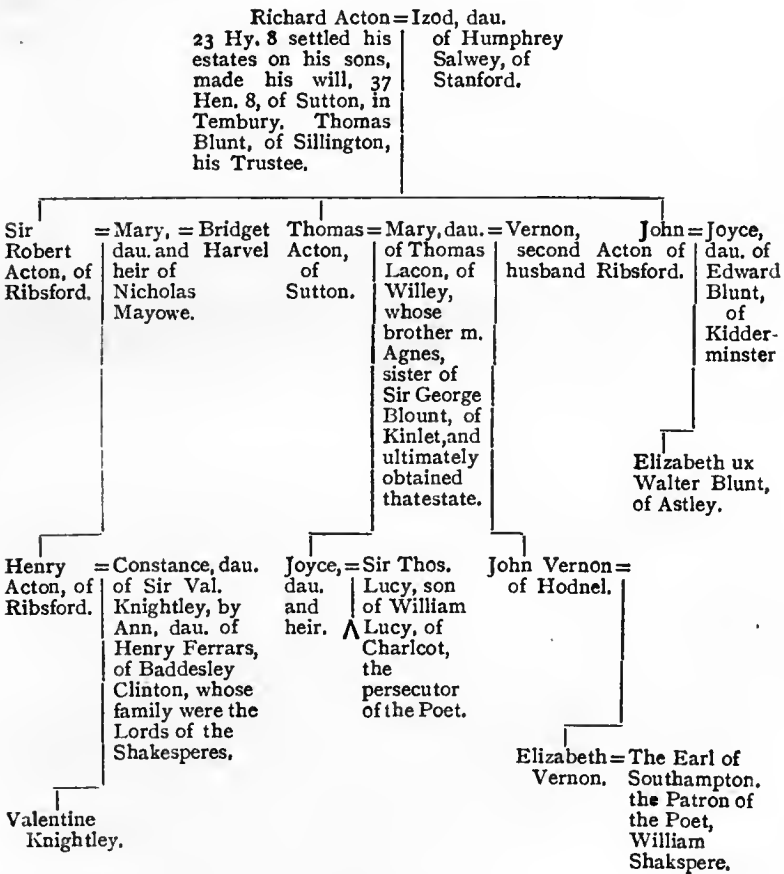 Richard Acton = Izod, dau.
23 Hy. 8 settled his
estates on his sons,
made his will, 37
Hen. 8, of Sutton, in
Tembury. Thomas
Blunt, of Sillington,
his Trustee.
of Humphrey
Salwey, of
Stanford.
Sir
Robert
Acton, of
Ribsford.
= Mary,
dau. and
heir of
Nicholas
Mayowe.
= Bridget
Harvel
Thomas
Acton,
of
Sutton.
= Mary, dau.
of Thomas
Lacon, of
Willey,
whose
brother m.
Agnes,
sister of
Sir George
Blount, of
Kinlet,and
ultimately
obtained
thatestate.
= Vernon,
second
husband
John
Acton of
Ribsford.
= Joyce,
dau. of
Edward
Blunt,
of
Kidder-
minster
Elizabeth ux
Walter Blunt,
of Astley.
Henry
Acton, of
Ribsford.
= Constance, dau.
of Sir Val.
Knightley, by
Ann, dau. of
Henry Ferrars,
of Baddesley
Clinton, whose
family were the
Lords of the
Shakesperes.
Joyce,
dau.
and
heir.
= Sir Thos.
Lucy, son
of William
Lucy, of
Charlcot,
the
persecutor
of the Poet.
John Vernon =
of Hodnel.
Valentine
Knightley.
Elizabeth
Vernon.
= The Earl of
Southampton.
the Patron of
the Poet,
William
Shakspere.